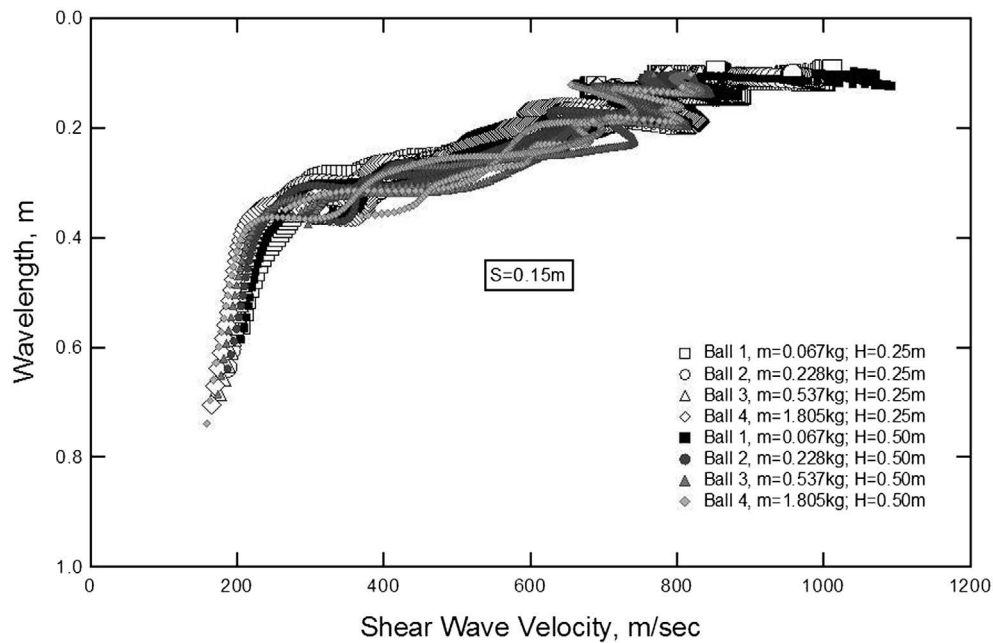 0.0
0.2
0.4
0.6
0.8
1.0
Wavelength, m
S=0.15m
Ball 1, m=0.067kg; H=0.25m
Ball 2, m=0.228kg; H=0.25m
Ball 3, m=0.537kg; H=0.25m
Ball 4, m=1.805kg; H=0.25m
Ball 1, m=0.067kg; H=0.50m
Ball 2, m=0.228kg; H=0.50m
Ball 3, m=0.537kg; H=0.50m
Ball 4, m=1.805kg; H=0.50m
0 200 400 600 800 1000 1200
Shear Wave Velocity, m/sec